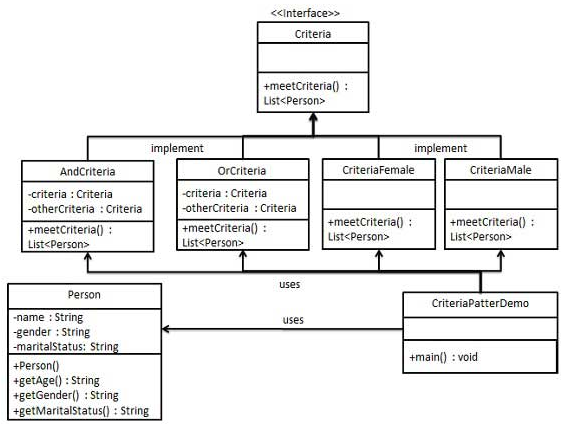 <<Interface>>
Criteria
+meetCriteria() :
List<Person>
implement
implement
AndCriteria
-criteria : Criteria
-otherCriteria : Criteria
+meetCriteria() :
List<Person>
OrCriteria
-criteria : Criteria
-otherCriteria : Criteria
+meetCriteria() :
List<Person>
CriteriaFemale
+meetCriteria() :
List<Person>
CriteriaMale
+meetCriteria() :
List<Person>
uses
Person
-name : String
-gender : String
-maritalStatus: String
+Person()
+getAge() : String
+getGender() : String
+getMaritalStatus() : String
uses
CriteriaPatterDemo
+main() : void